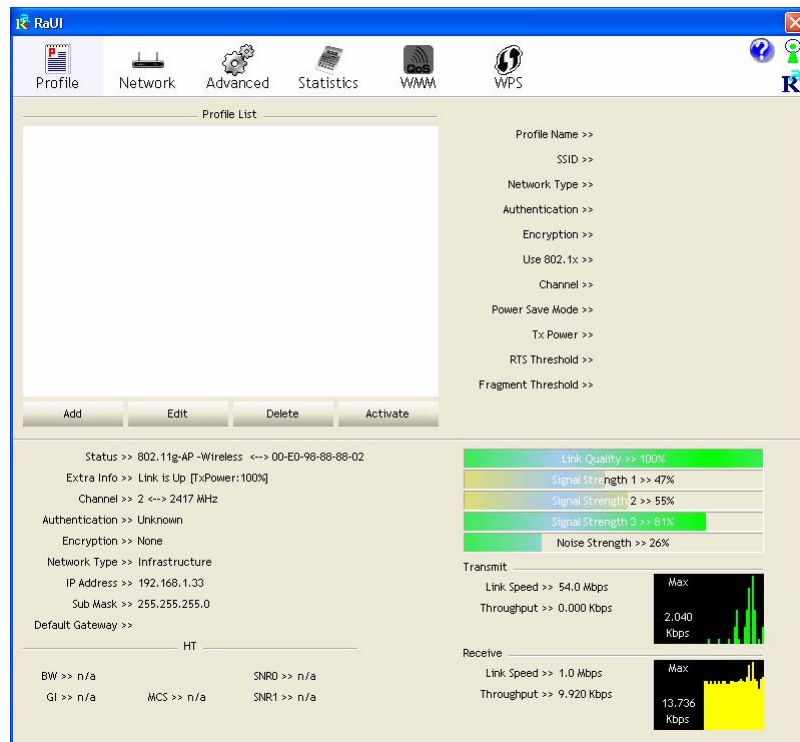 RaUI
Profile Network Advanced Statistics QoS WMM WPS
Profile List
Profile Name >>
SSID >>
Network Type >>
Authentication >>
Encryption >>
Use 802.1x >>
Channel >>
Power Save Mode >>
Tx Power >>
RTS Threshold >>
Fragment Threshold >>
Add Edit Delete Activate
Status >> 802.11g-AP -Wireless <--> 00-E0-98-88-88-02
Extra Info >> Link is Up [TxPower:100%]
Channel >> 2 <--> 2417 MHz
Authentication >> Unknown
Encryption >> None
Network Type >> Infrastructure
IP Address >> 192.168.1.33
Sub Mask >> 255.255.255.0
Default Gateway >>
HT
BW >> n/a SNR0 >> n/a
GI >> n/a MCS >> n/a SNR1 >> n/a
Link Quality >> 100%
Signal Strength 1 >> 47%
Signal Strength 2 >> 55%
Signal Strength 3 >> 81%
Noise Strength >> 26%
Transmit
Link Speed >> 54.0 Mbps
Throughput >> 0.000 Kbps
Max
2.040
Kbps
Receive
Link Speed >> 1.0 Mbps
Throughput >> 9.920 Kbps
Max
13.736
Kbps